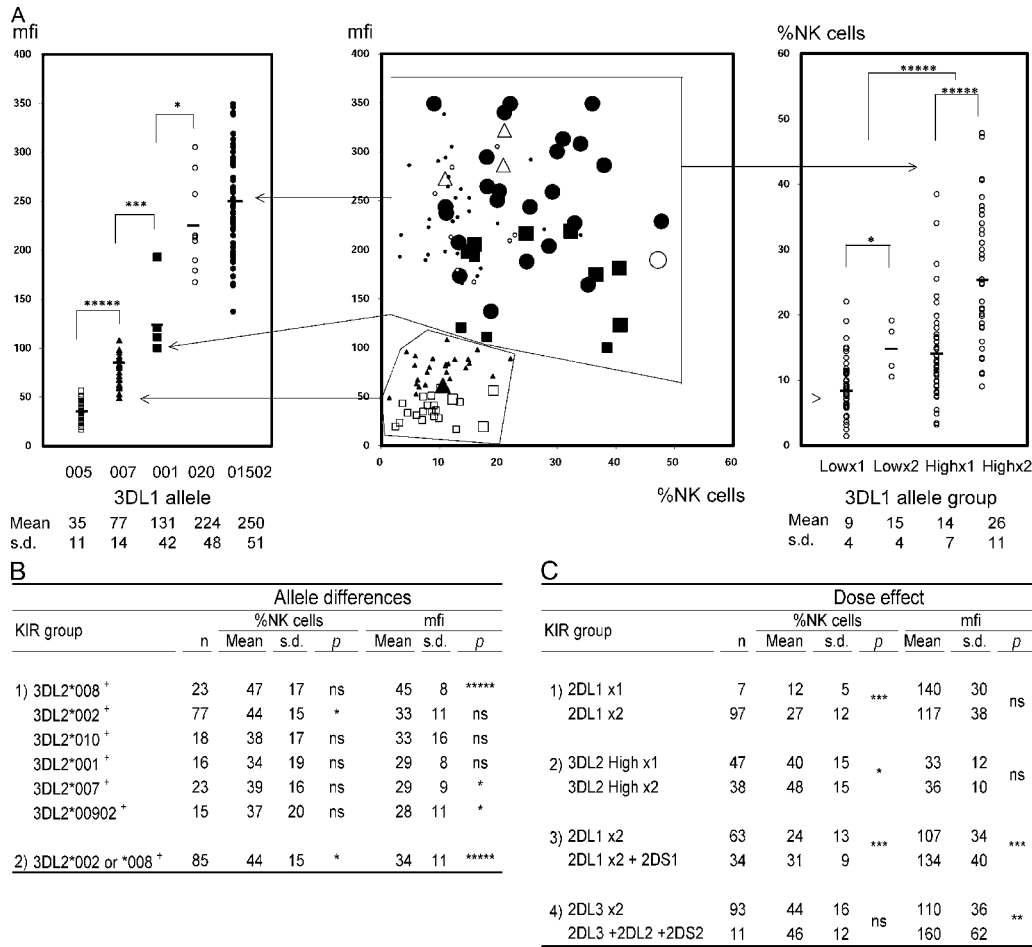 A
mfi
400
350
300
250
200
150
100
50
0
*****
***
*
005 007 001 020 01502
3DL1 allele
Mean 35 77 131 224 250
s.d. 11 14 42 48 51
mfi
400
350
300
250
200
150
100
50
0
0 10 20 30 40 50 60
%NK cells
%NK cells
60
50
40
30
20
10
0
*****
*****
*
>
Lowx1 Lowx2 Highx1 Highx2
3DL1 allele group
Mean 9 15 14 26
s.d. 4 4 7 11
B
Allele differences
%NK cells mfi
KIR group n Mean s.d. p Mean s.d. p
1) 3DL2*008 + 23 47 17 ns 45 8 *****
3DL2*002 + 77 44 15 * 33 11 ns
3DL2*010 + 18 38 17 ns 33 16 ns
3DL2*001 + 16 34 19 ns 29 8 ns
3DL2*007 + 23 39 16 ns 29 9 *
3DL2*00902 + 15 37 20 ns 28 11 *
2) 3DL2*002 or *008 + 85 44 15 * 34 11 *****
C
Dose effect
%NK cells mfi
KIR group n Mean s.d. p Mean s.d. p
1) 2DL1 x1 7 12 5 *** 140 30 ns
2DL1 x2 97 27 12 117 38
2) 3DL2 High x1 47 40 15 * 33 12 ns
3DL2 High x2 38 48 15 36 10
3) 2DL1 x2 63 24 13 *** 107 34 ***
2DL1 x2 + 2DS1 34 31 9 134 40
4) 2DL3 x2 93 44 16 ns 110 36 **
2DL3 +2DL2 +2DS2 11 46 12 160 62